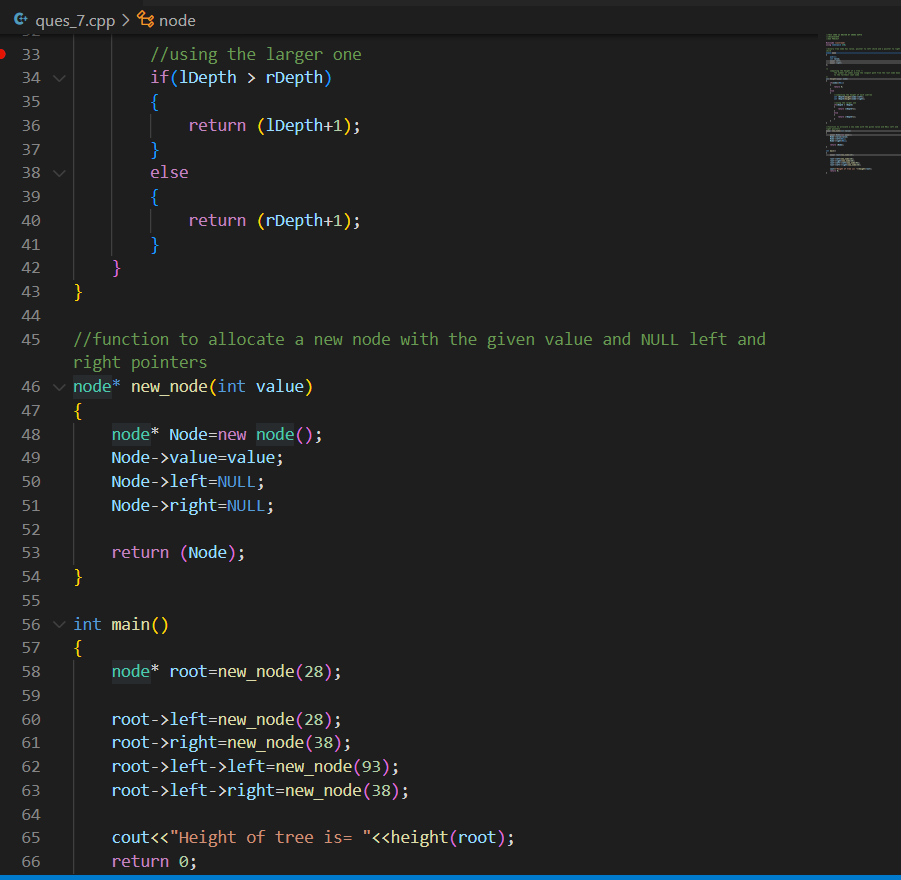 ques_7.cpp > node
33 //using the larger one
34 if(lDepth > rDepth)
35 {
36 return (lDepth+1);
37 }
38 else
39 {
40 return (rDepth+1);
41 }
42 }
43 }
44
45 //function to allocate a new node with the given value and NULL left and
right pointers
46 node* new_node(int value)
47 {
48 node* Node=new node();
49 Node->value=value;
50 Node->left=NULL;
51 Node->right=NULL;
52
53 return (Node);
54 }
55
56 int main()
57 {
58 node* root=new_node(28);
59
60 root->left=new_node(28);
61 root->right=new_node(38);
62 root->left->left=new_node(93);
63 root->left->right=new_node(38);
64
65 cout<<"Height of tree is= "<<height(root);
66 return 0;